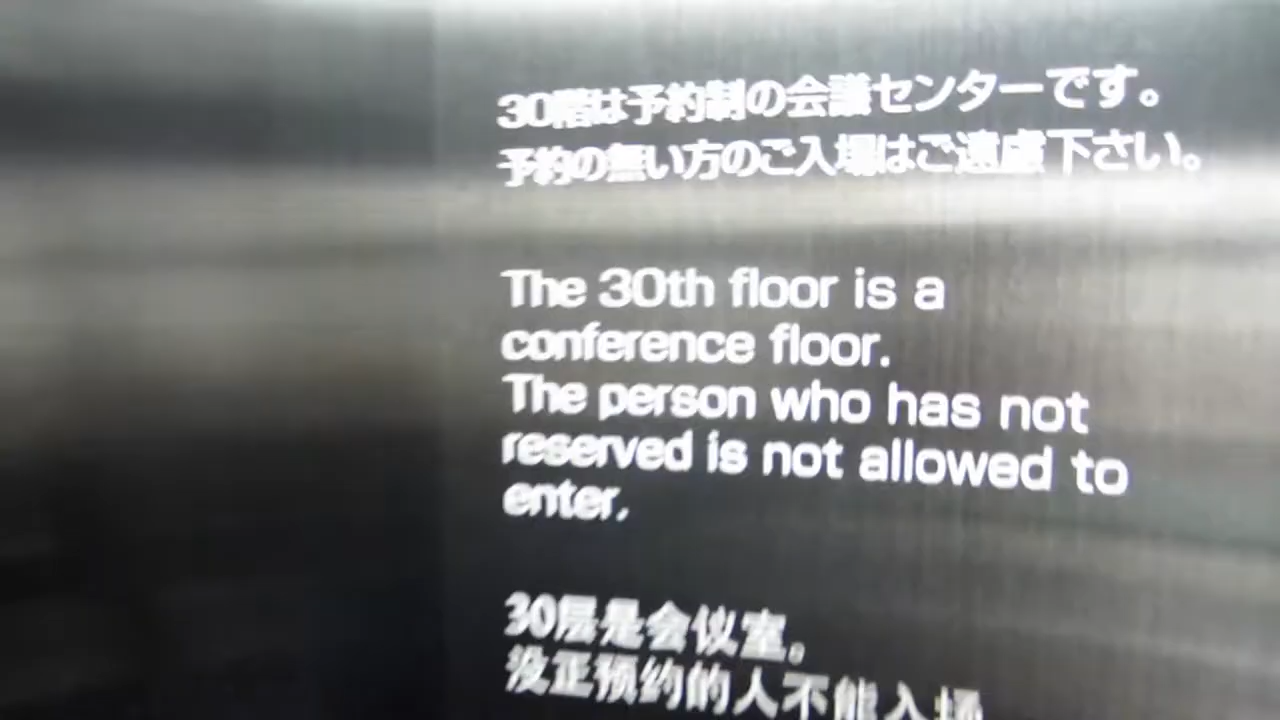 30階は予約制の会議センターです。
予約の無い方のご入場はご遠慮下さい。
The 30th floor is a
conference floor.
The person who has not
reserved is not allowed to
enter.
30层是会议室。
没正预约的人不能入场